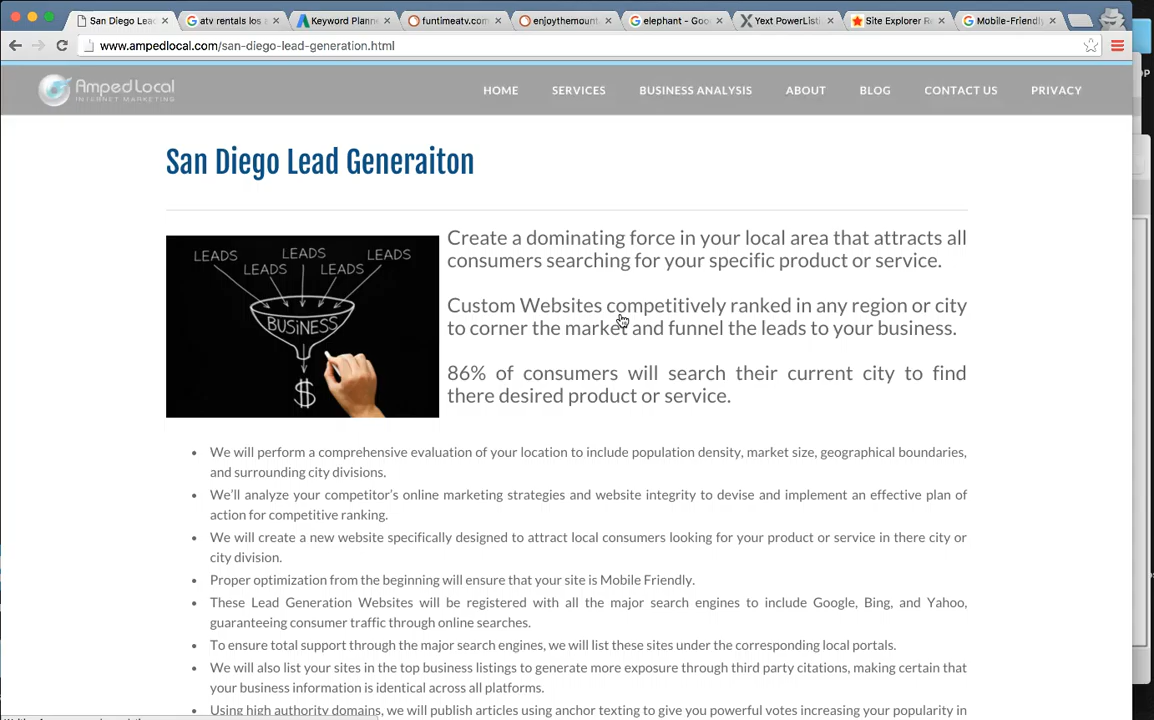 San Diego Lead
atv rentals los a
Keyword Planne
funtimeatv.com
enjoythemount
elephant - Goo
Yext PowerListi
Site Explorer Re
Mobile-Friendly
www.ampedlocal.com/san-diego-lead-generation.html
Amped Local
INTERNET MARKETING
HOME SERVICES BUSINESS ANALYSIS ABOUT BLOG CONTACT US PRIVACY
San Diego Lead Generaiton
LEADS LEADS LEADS
LEADS LEADS
BUSINESS
$
Create a dominating force in your local area that attracts all
consumers searching for your specific product or service.
Custom Websites competitively ranked in any region or city
to corner the market and funnel the leads to your business.
86% of consumers will search their current city to find
there desired product or service.
• We will perform a comprehensive evaluation of your location to include population density, market size, geographical boundaries,
and surrounding city divisions.
• We'll analyze your competitor's online marketing strategies and website integrity to devise and implement an effective plan of
action for competitive ranking.
• We will create a new website specifically designed to attract local consumers looking for your product or service in there city or
city division.
• Proper optimization from the beginning will ensure that your site is Mobile Friendly.
• These Lead Generation Websites will be registered with all the major search engines to include Google, Bing, and Yahoo,
guaranteeing consumer traffic through online searches.
• To ensure total support through the major search engines, we will list these sites under the corresponding local portals.
• We will also list your sites in the top business listings to generate more exposure through third party citations, making certain that
your business information is identical across all platforms.
• Using high authority domains, we will publish articles using anchor texting to give you powerful votes increasing your popularity in